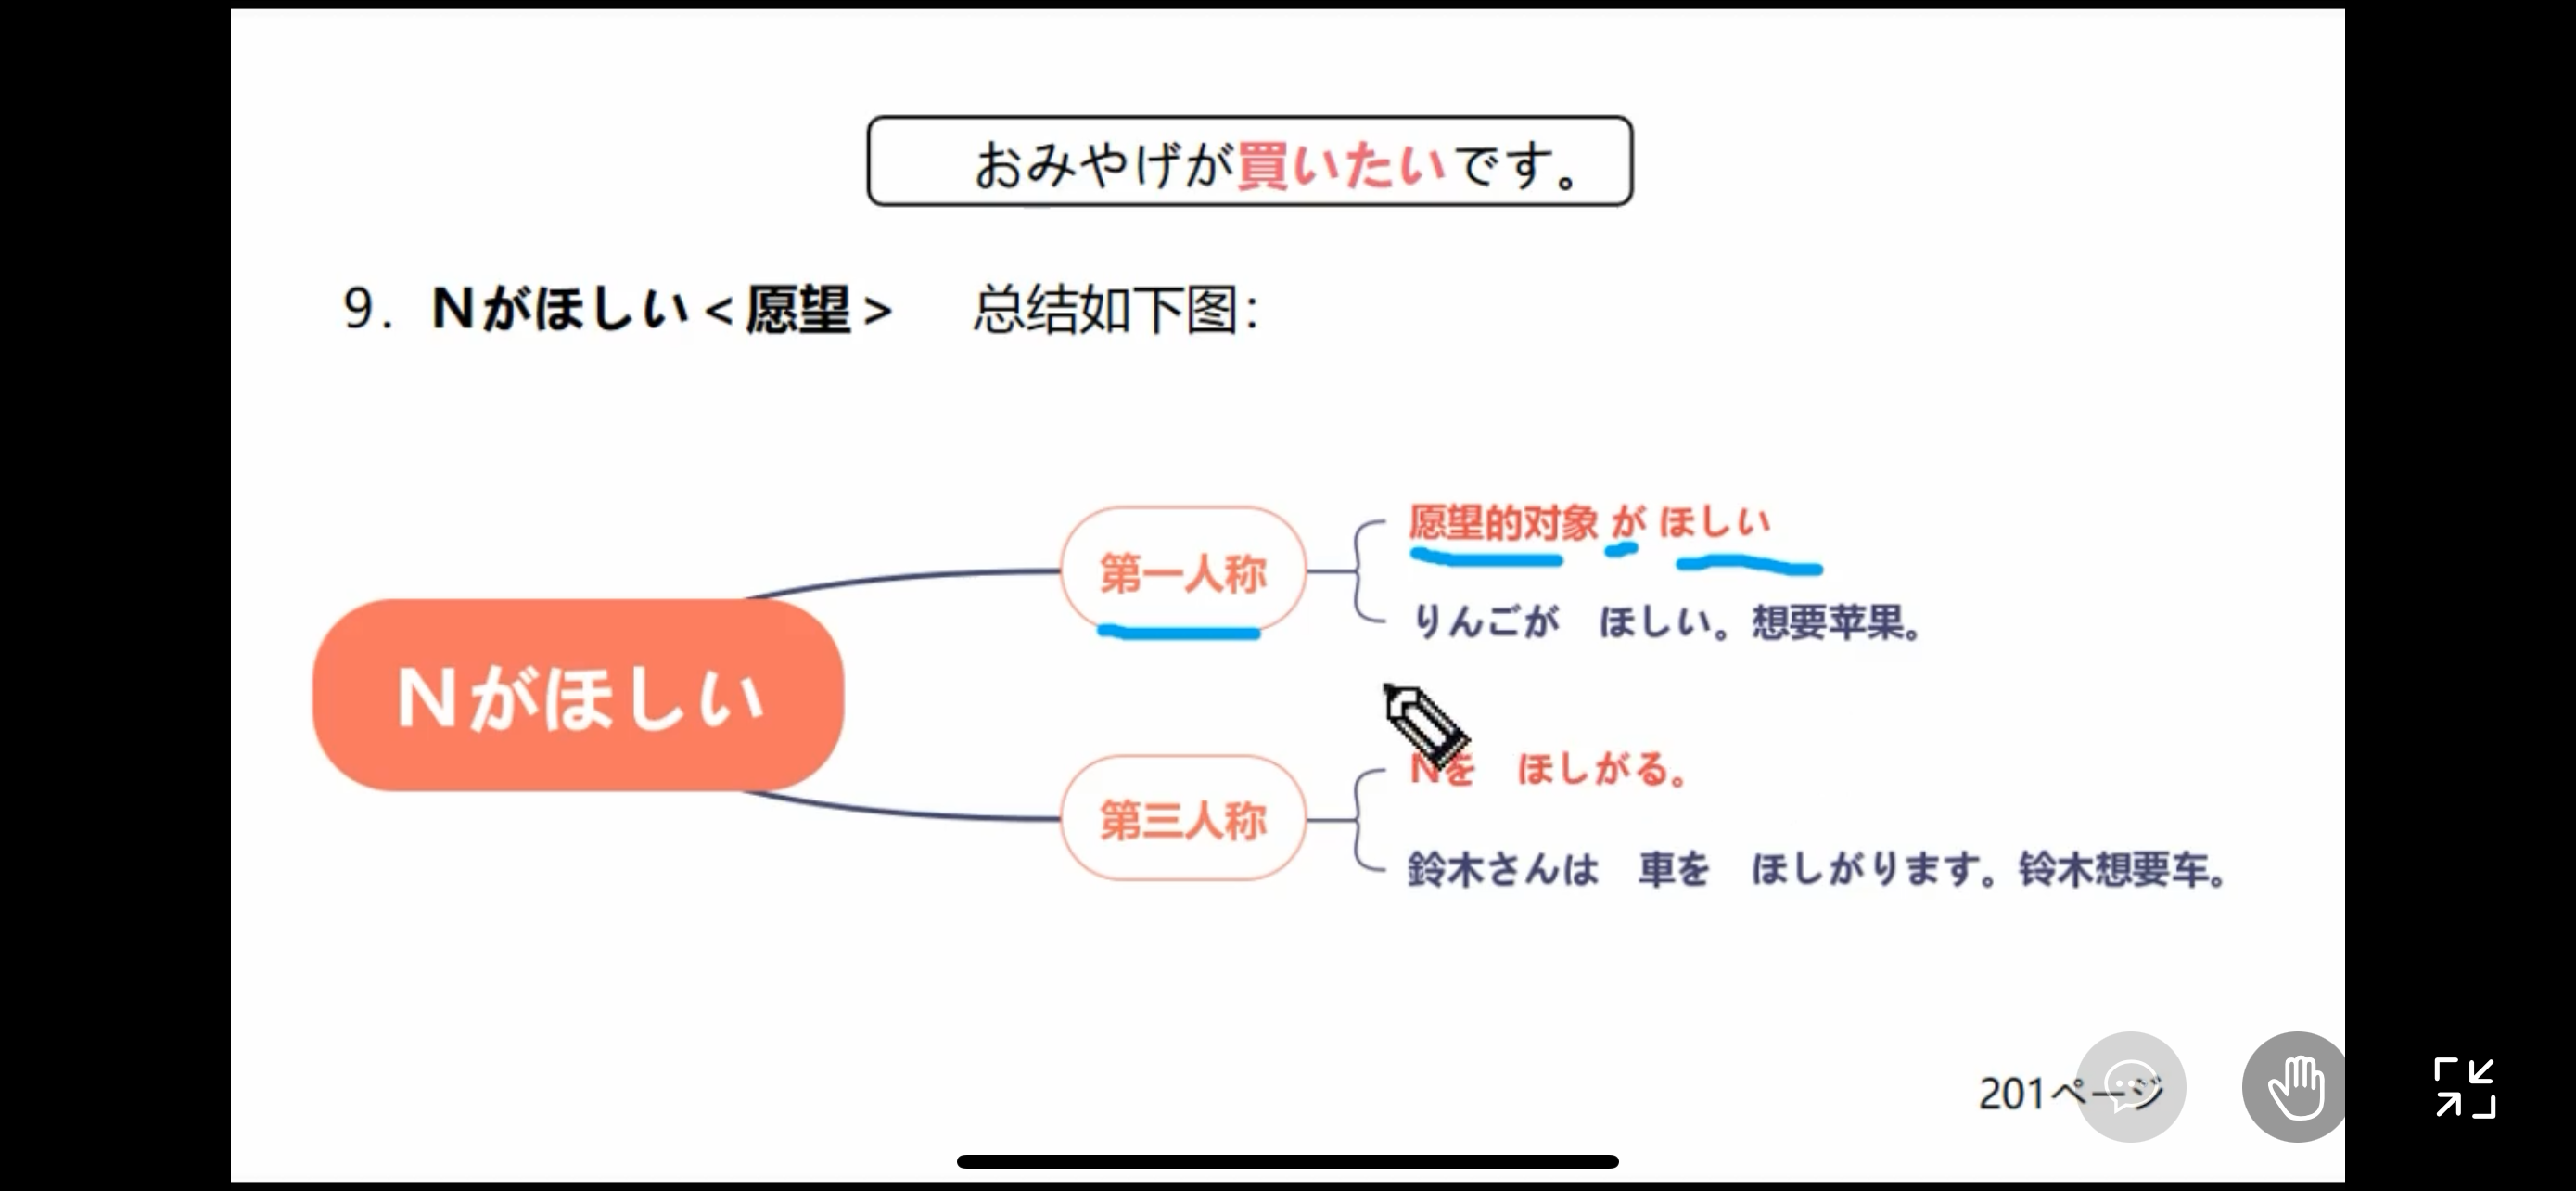 おみやげが買いたいです。
9．Nがほしい＜愿望＞　总结如下图：
Nがほしい
第一人称
愿望的对象 が ほしい
りんごが　ほしい。想要苹果。
第三人称
Nを　ほしがる。
鈴木さんは　車を　ほしがります。铃木想要车。
201ページ